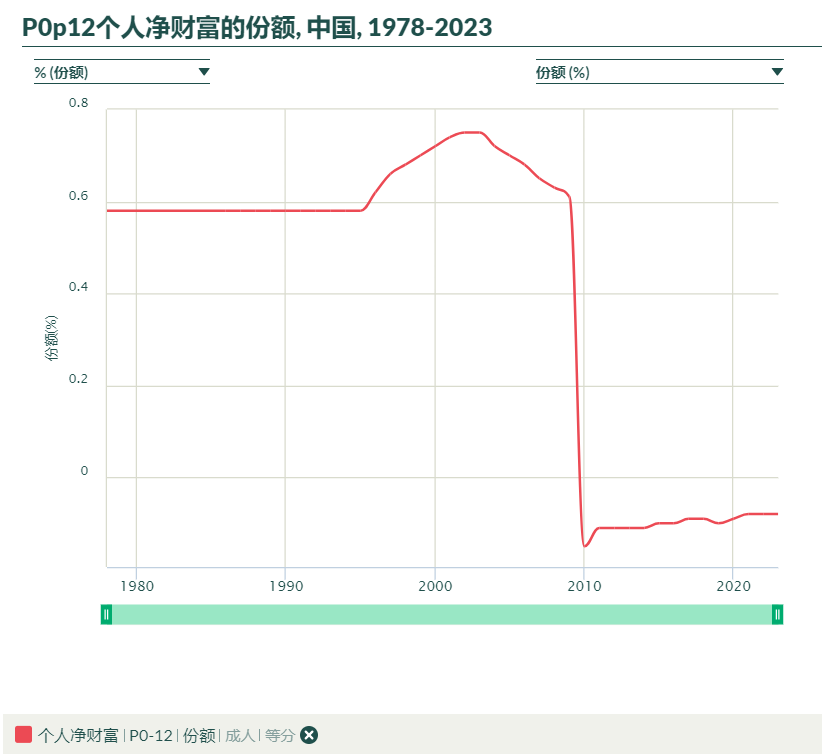 P0p12个人净财富的份额, 中国, 1978-2023
% (份额)
份额 (%)
0.8
0.6
0.4
0.2
0
份额(%)
1980 1990 2000 2010 2020
个人净财富 | P0-12 | 份额 | 成人 | 等分